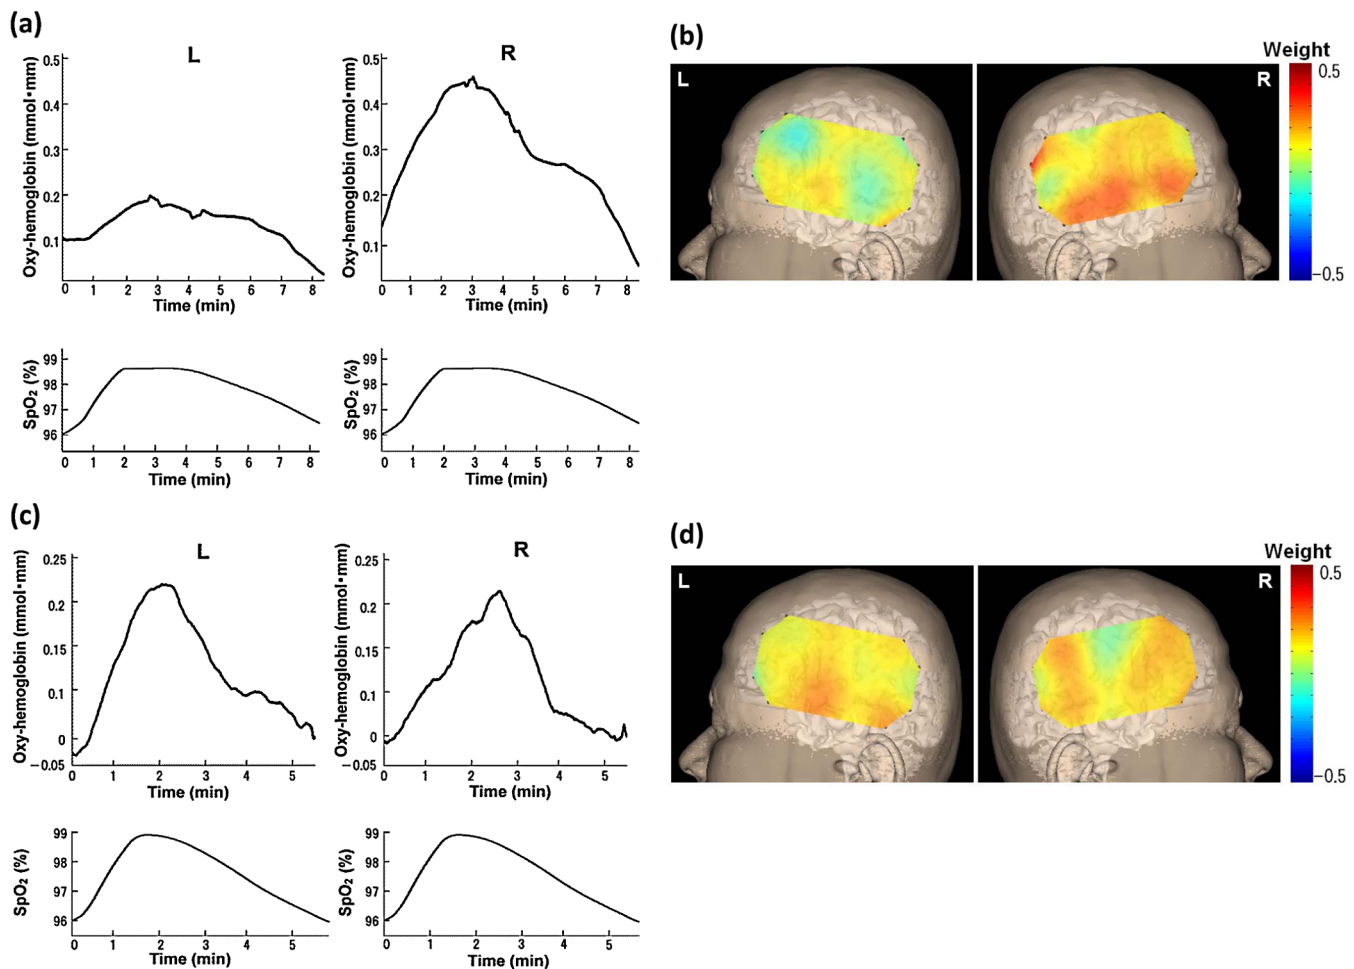 (a)
L
Oxy-hemoglobin (mmol•mm)
0.5
0.4
0.3
0.2
0.1
0 1 2 3 4 5 6 7 8
Time (min)
R
Oxy-hemoglobin (mmol•mm)
0.5
0.4
0.3
0.2
0.1
0 1 2 3 4 5 6 7 8
Time (min)
SpO₂ (%)
99
98
97
96
0 1 2 3 4 5 6 7 8
Time (min)
SpO₂ (%)
99
98
97
96
0 1 2 3 4 5 6 7 8
Time (min)
(b)
L
R
Weight
0.5
−0.5
(c)
L
Oxy-hemoglobin (mmol•mm)
0.25
0.2
0.15
0.1
0
−0.05
0 1 2 3 4 5
Time (min)
R
Oxy-hemoglobin (mmol•mm)
0.25
0.2
0.15
0.1
0
−0.05
0 1 2 3 4 5
Time (min)
SpO₂ (%)
99
98
97
96
0 1 2 3 4 5
Time (min)
SpO₂ (%)
99
98
97
96
0 1 2 3 4 5
Time (min)
(d)
L
R
Weight
0.5
−0.5